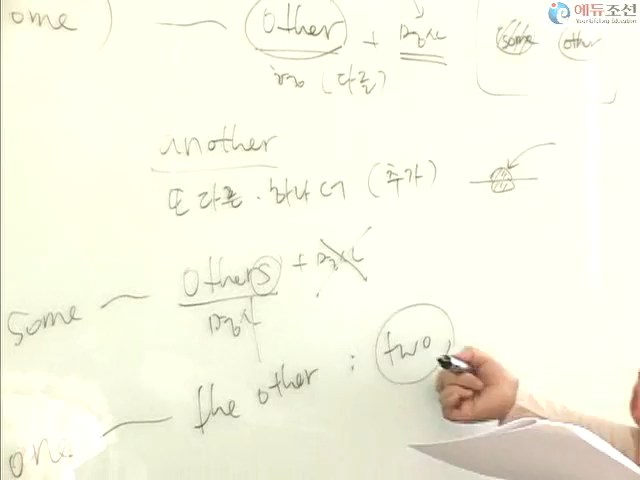 에듀조선
ome ~ other + 명사
형 (다른)
some other
another
또 다른. 하나 더 (추가)
some ~ others + 명사
명사
one ~ the other : two